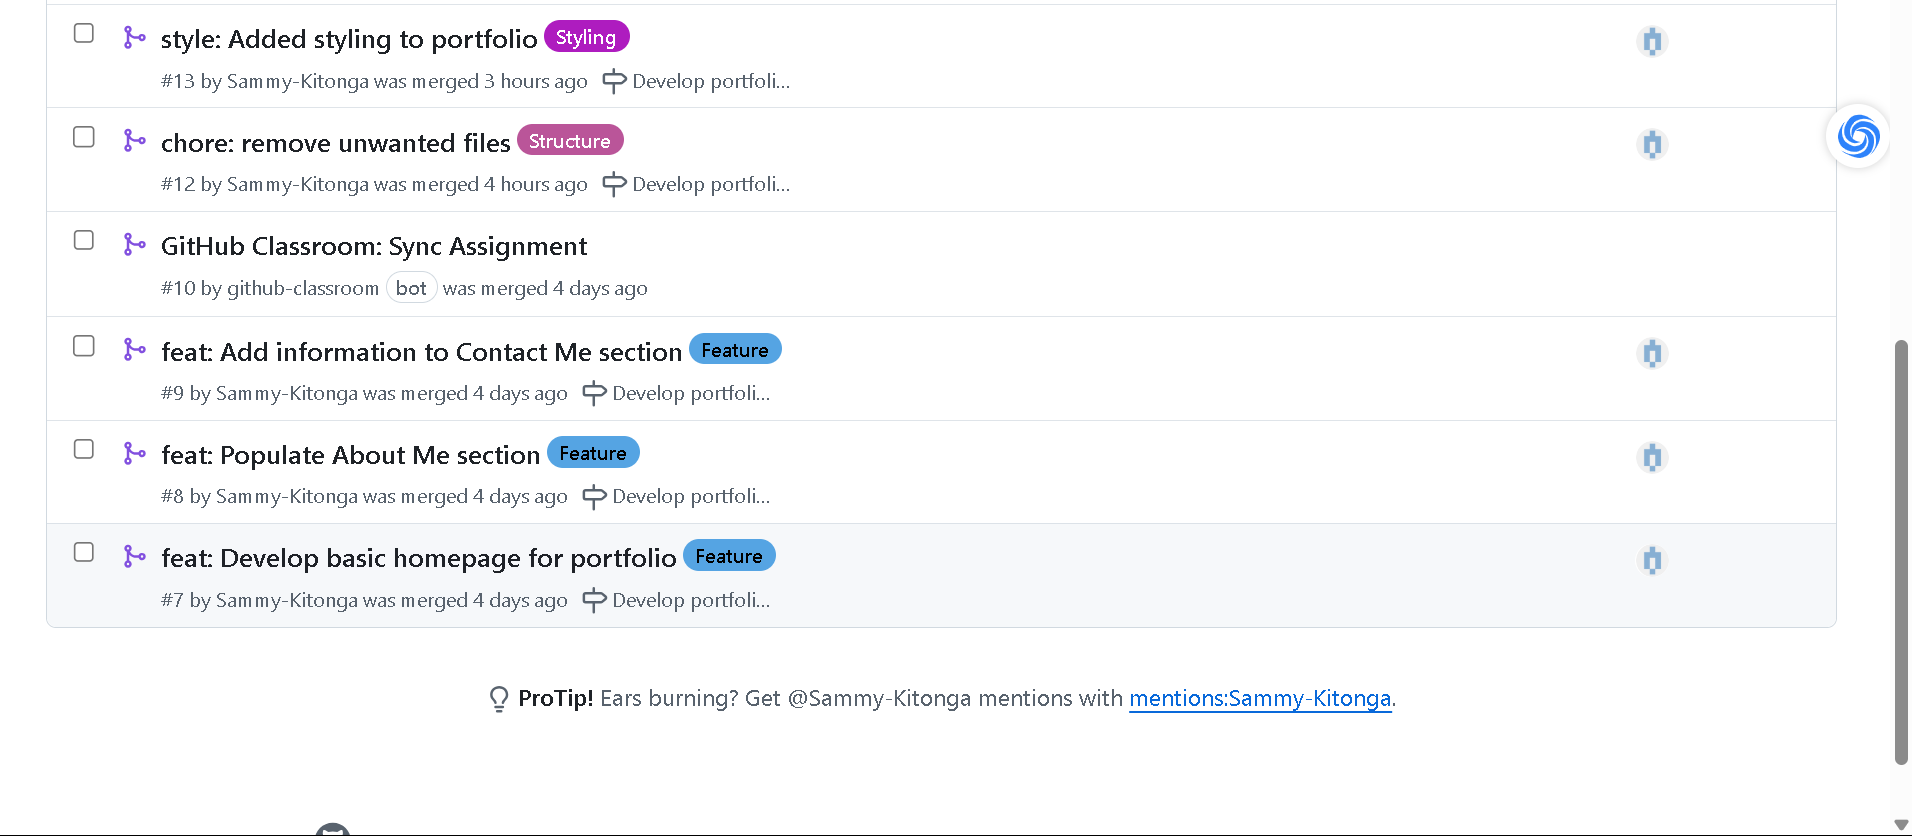 style: Added styling to portfolio Styling
#13 by Sammy-Kitonga was merged 3 hours ago Develop portfoli...
chore: remove unwanted files Structure
#12 by Sammy-Kitonga was merged 4 hours ago Develop portfoli...
GitHub Classroom: Sync Assignment
#10 by github-classroom bot was merged 4 days ago
feat: Add information to Contact Me section Feature
#9 by Sammy-Kitonga was merged 4 days ago Develop portfoli...
feat: Populate About Me section Feature
#8 by Sammy-Kitonga was merged 4 days ago Develop portfoli...
feat: Develop basic homepage for portfolio Feature
#7 by Sammy-Kitonga was merged 4 days ago Develop portfoli...
ProTip! Ears burning? Get @Sammy-Kitonga mentions with mentions:Sammy-Kitonga.